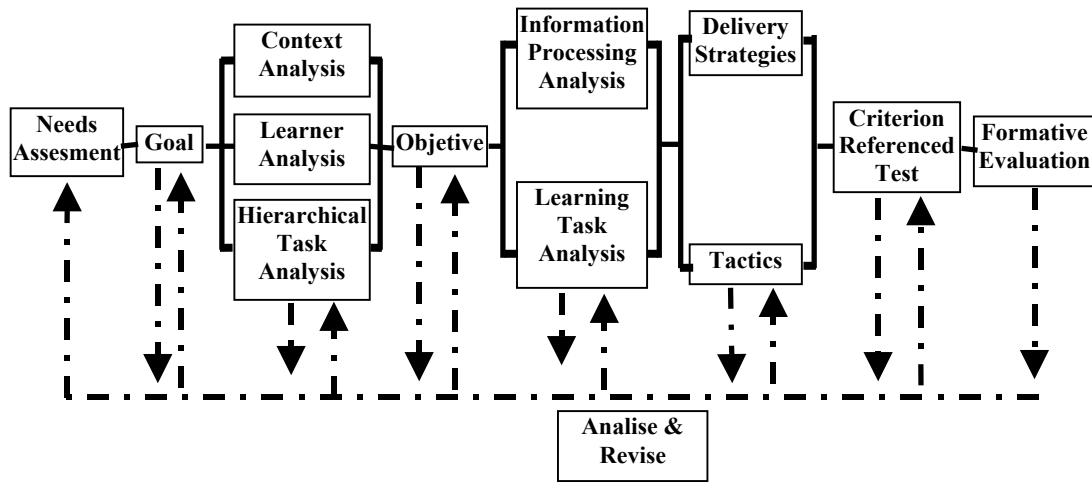 Needs
Assesment
Goal
Context
Analysis
Learner
Analysis
Hierarchical
Task
Analysis
Objetive
Information
Processing
Analysis
Learning
Task
Analysis
Delivery
Strategies
Tactics
Criterion
Referenced
Test
Formative
Evaluation
Analise &
Revise